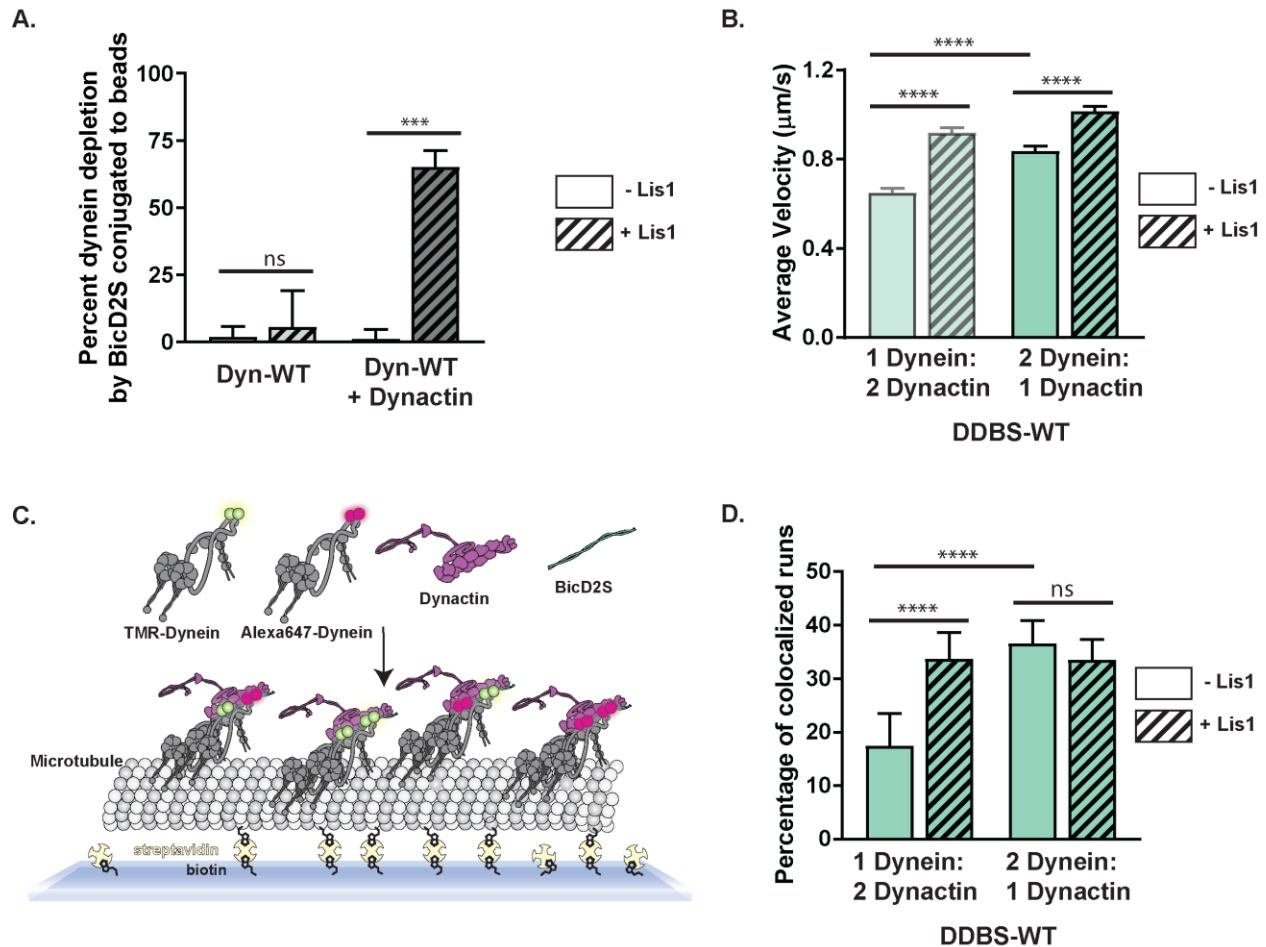 A.
Percent dynein depletion
by BicD2S conjugated to beads
100
75
50
25
0
ns
***
Dyn-WT
Dyn-WT
+ Dynactin
- Lis1
+ Lis1
B.
Average Velocity (μm/s)
1.2
0.8
0.4
0.0
****
****
****
1 Dynein:
2 Dynactin
2 Dynein:
1 Dynactin
DDBS-WT
- Lis1
+ Lis1
C.
TMR-Dynein
Alexa647-Dynein
Dynactin
BicD2S
Microtubule
streptavidin
biotin
D.
Percentage of colocalized runs
50
40
30
20
10
0
****
****
ns
1 Dynein:
2 Dynactin
2 Dynein:
1 Dynactin
DDBS-WT
- Lis1
+ Lis1